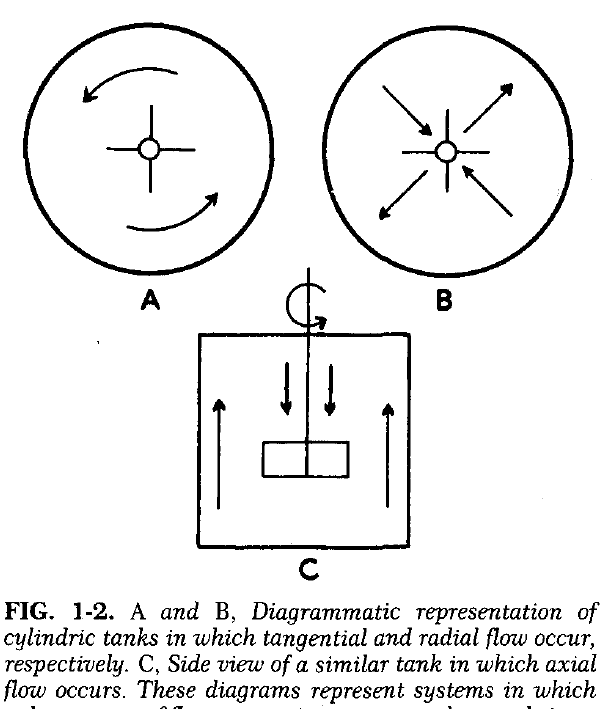 A
B
C
FIG. 1-2. A and B, Diagrammatic representation of
cylindric tanks in which tangential and radial flow occur,
respectively. C, Side view of a similar tank in which axial
flow occurs. These diagrams represent systems in which